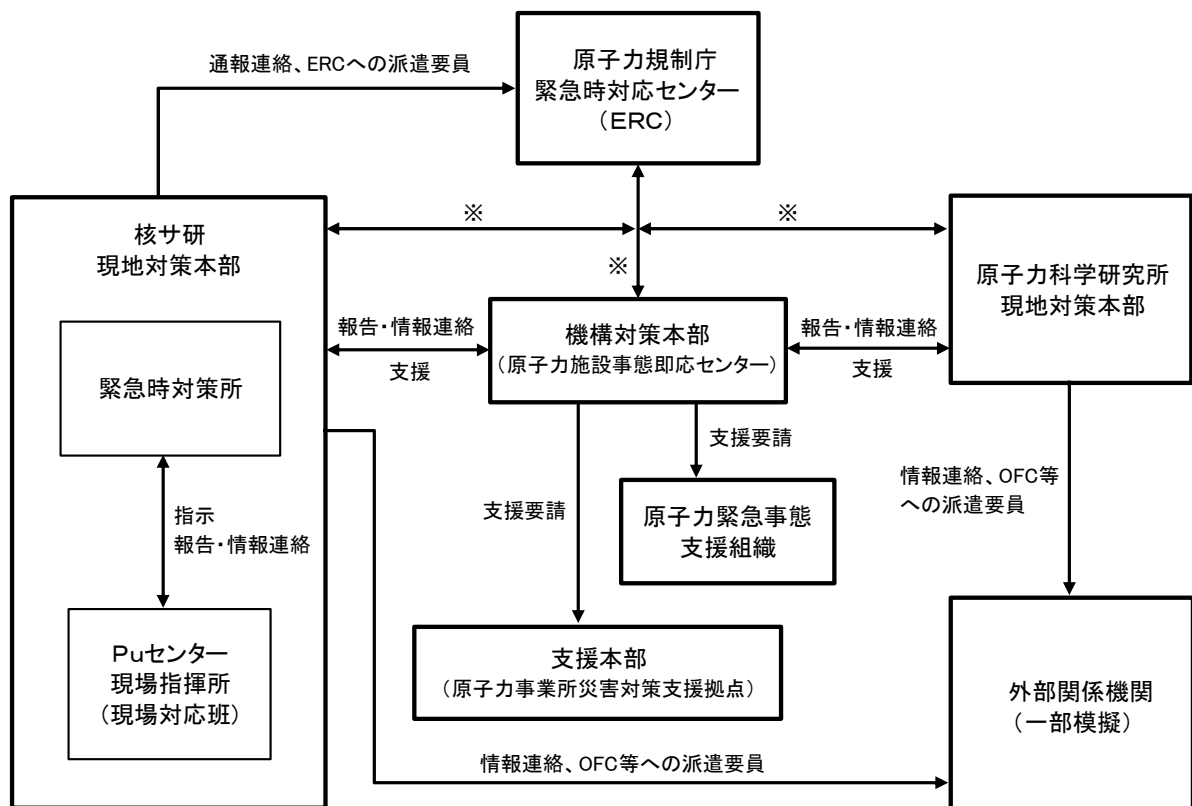 通報連絡、ERCへの派遣要員
原子力規制庁
緊急時対応センター
（ERC）
核サ研
現地対策本部
※
※
※
原子力科学研究所
現地対策本部
報告・情報連絡
支援
機構対策本部
（原子力施設事態即応センター）
報告・情報連絡
支援
緊急時対策所
支援要請
支援要請
原子力緊急事態
支援組織
情報連絡、OFC等
への派遣要員
指示
報告・情報連絡
Puセンター
現場指揮所
（現場対応班）
支援本部
（原子力事業所災害対策支援拠点）
外部関係機関
（一部模擬）
情報連絡、OFC等への派遣要員